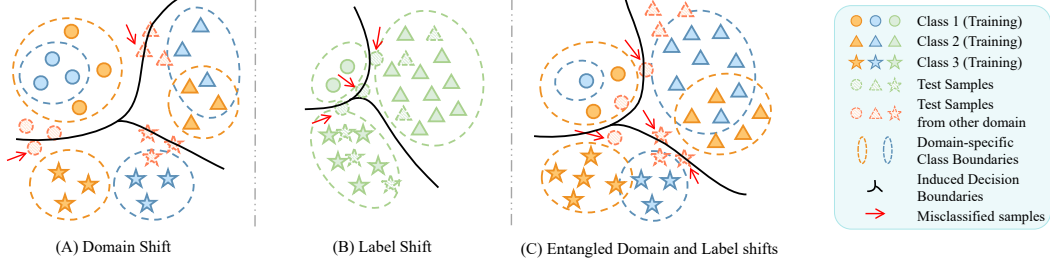 Class 1 (Training)
Class 2 (Training)
Class 3 (Training)
Test Samples
Test Samples
from other domain
Domain-specific
Class Boundaries
Induced Decision
Boundaries
Misclassified samples
(A) Domain Shift
(B) Label Shift
(C) Entangled Domain and Label shifts